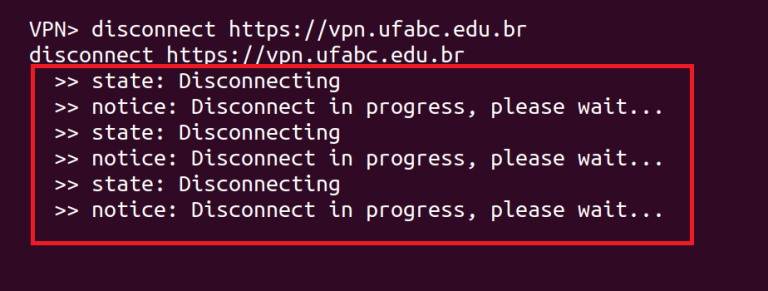 VPN> disconnect https://vpn.ufabc.edu.br
disconnect https://vpn.ufabc.edu.br
>> state: Disconnecting
>> notice: Disconnect in progress, please wait...
>> state: Disconnecting
>> notice: Disconnect in progress, please wait...
>> state: Disconnecting
>> notice: Disconnect in progress, please wait...